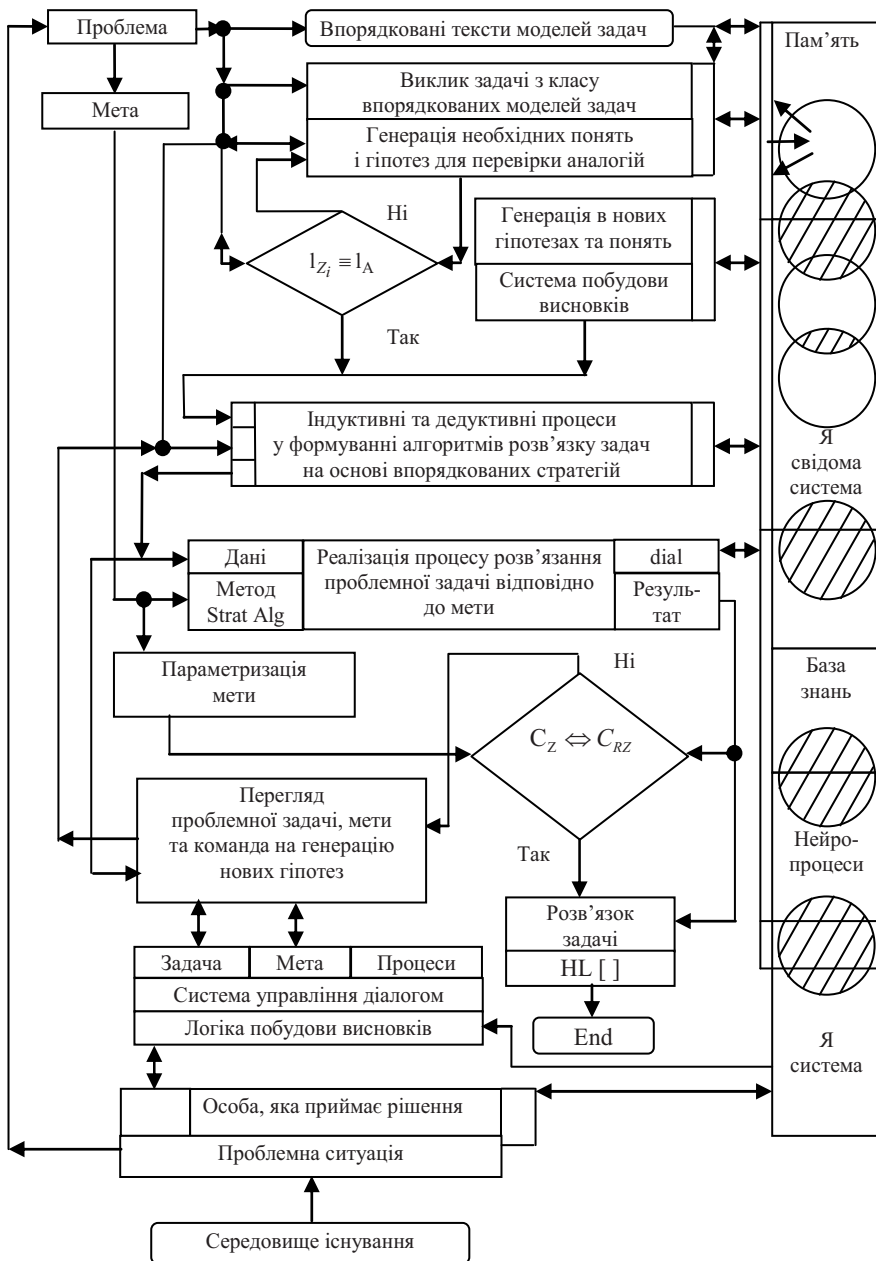 Проблема
Впорядковані тексти моделей задач
Пам’ять
Мета
Виклик задачі з класу
впорядкованих моделей задач
Генерація необхідних понять
і гіпотез для перевірки аналогій
Ні
Генерація в нових
гіпотезах та понять
Система побудови
висновків
l_{Z_i} ≡ l_A
Так
Індуктивні та дедуктивні процеси
у формуванні алгоритмів розв’язку задач
на основі впорядкованих стратегій
Я
свідома
система
Дані
Метод
Strat Alg
Реалізація процесу розв’язання
проблемної задачі відповідно
до мети
dial
Резуль-
тат
Параметризація
мети
Ні
C_Z ⇔ C_{RZ}
База
знань
Перегляд
проблемної задачі, мети
та команда на генерацію
нових гіпотез
Так
Нейро-
процеси
Розв'язок
задачі
HL [ ]
End
Задача
Мета
Процеси
Система управління діалогом
Логіка побудови висновків
Я
система
Особа, яка приймає рішення
Проблемна ситуація
Середовище існування